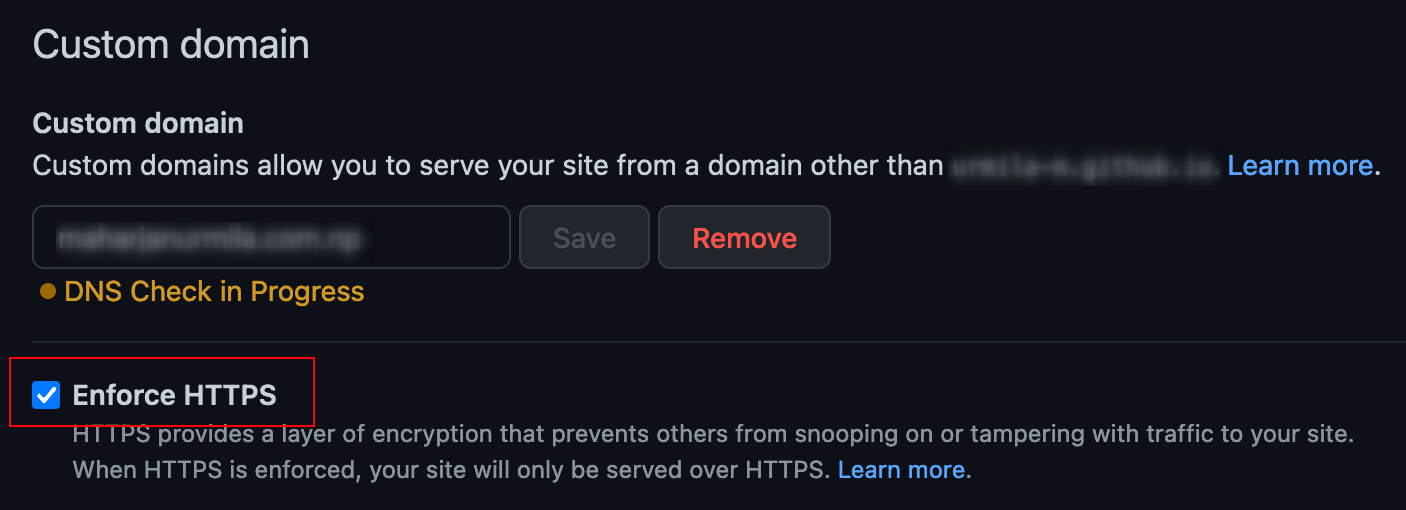 Custom domain
Custom domain
Custom domains allow you to serve your site from a domain other than Learn more.
Save Remove
DNS Check in Progress
Enforce HTTPS
HTTPS provides a layer of encryption that prevents others from snooping on or tampering with traffic to your site.
When HTTPS is enforced, your site will only be served over HTTPS. Learn more.